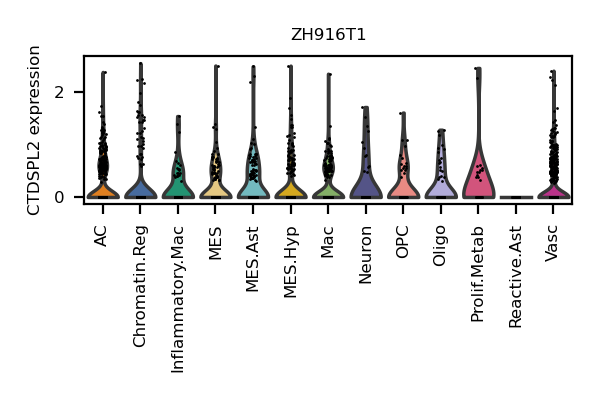 ZH916T1
CTDSPL2 expression
2
0
AC
Chromatin.Reg
Inflammatory.Mac
MES
MES.Ast
MES.Hyp
Mac
Neuron
OPC
Oligo
Prolif.Metab
Reactive.Ast
Vasc